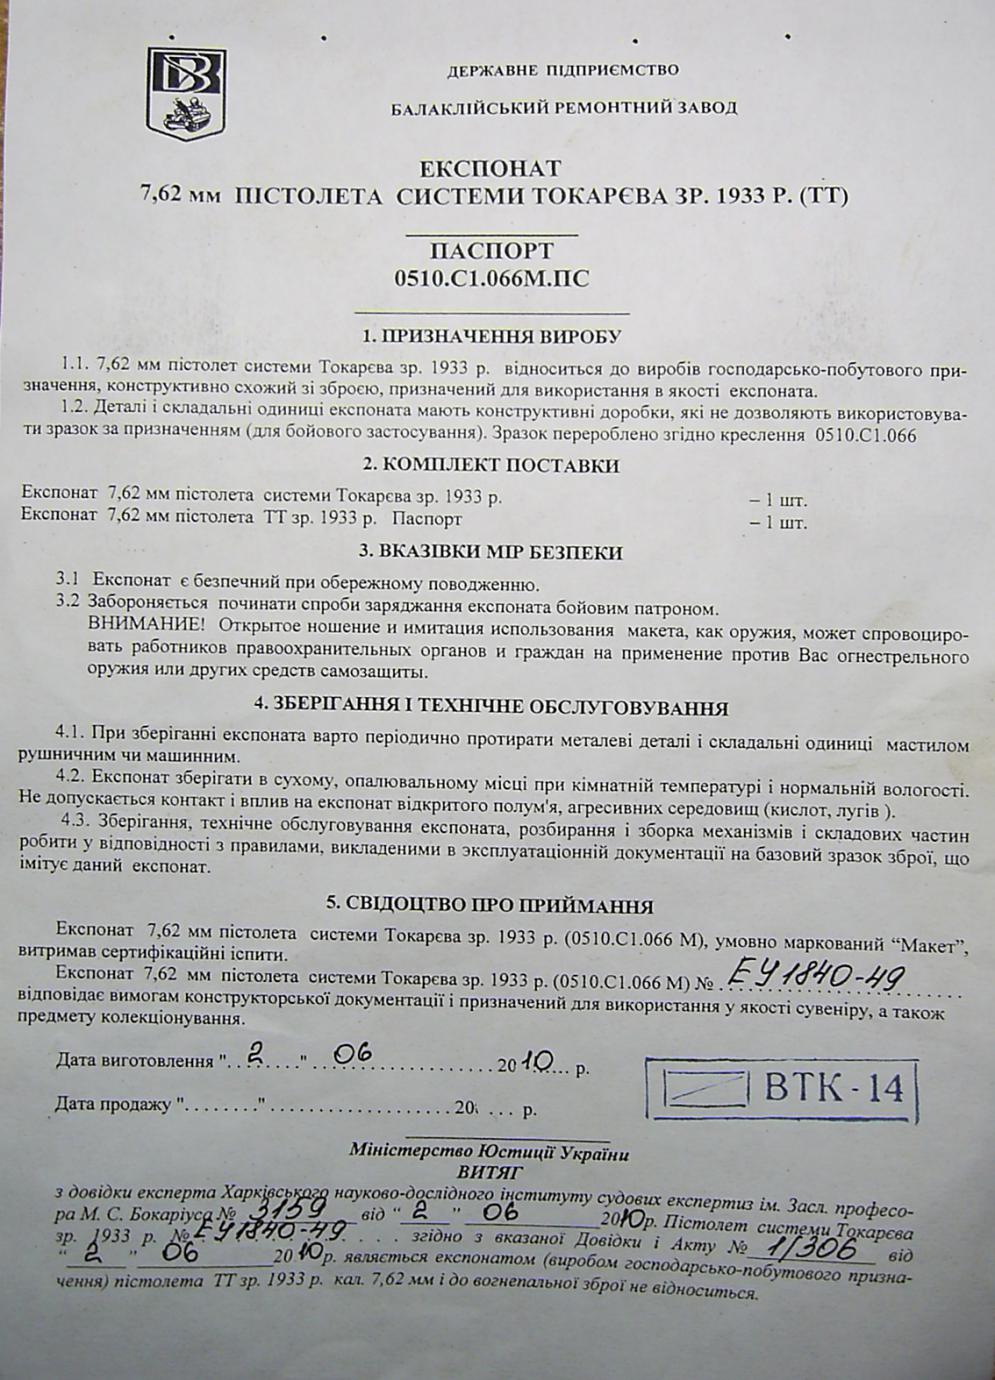 ДЕРЖАВНЕ ПІДПРИЄМСТВО
БАЛАКЛІЙСЬКИЙ РЕМОНТНИЙ ЗАВОД
ЕКСПОНАТ
7,62 мм ПІСТОЛЕТА СИСТЕМИ ТОКАРЄВА ЗР. 1933 Р. (ТТ)
ПАСПОРТ
0510.С1.066М.ПС
1. ПРИЗНАЧЕННЯ ВИРОБУ
1.1. 7,62 мм пістолет системи Токарєва зр. 1933 р. відноситься до виробів господарсько-побутового при-
значення, конструктивно схожий зі зброєю, призначений для використання в якості експоната.
1.2. Деталі і складальні одиниці експоната мають конструктивні доробки, які не дозволяють використовува-
ти зразок за призначенням (для бойового застосування). Зразок перероблено згідно креслення 0510.С1.066
2. КОМПЛЕКТ ПОСТАВКИ
Експонат 7,62 мм пістолета системи Токарєва зр. 1933 р. – 1 шт.
Експонат 7,62 мм пістолета ТТ зр. 1933 р. Паспорт – 1 шт.
3. ВКАЗІВКИ МІР БЕЗПЕКИ
3.1 Експонат є безпечний при обережному поводженню.
3.2 Забороняється починати спроби заряджання експоната бойовим патроном.
ВНИМАНИЕ! Открытое ношение и имитация использования макета, как оружия, может спровоциро-
вать работников правоохранительных органов и граждан на применение против Вас огнестрельного
оружия или других средств самозащиты.
4. ЗБЕРІГАННЯ І ТЕХНІЧНЕ ОБСЛУГОВУВАННЯ
4.1. При зберіганні експоната варто періодично протирати металеві деталі і складальні одиниці мастилом
рушничним чи машинним.
4.2. Експонат зберігати в сухому, опалювальному місці при кімнатній температурі і нормальній вологості.
Не допускається контакт і вплив на експонат відкритого полум'я, агресивних середовищ (кислот, лугів ).
4.3. Зберігання, технічне обслуговування експоната, розбирання і зборка механізмів і складових частин
робити у відповідності з правилами, викладеними в эксплуатаціонній документації на базовий зразок зброї, що
імітує даний експонат.
5. СВІДОЦТВО ПРО ПРИЙМАННЯ
Експонат 7,62 мм пістолета системи Токарєва зр. 1933 р. (0510.С1.066 М), умовно маркований “Макет”,
витримав сертифікаційні іспити.
Експонат 7,62 мм пістолета системи Токарєва зр. 1933 р. (0510.С1.066 М) № ЕУ1840-49
відповідає вимогам конструкторської документації і призначений для використання у якості сувеніру, а також
предмету колекціонування.
Дата виготовлення "..2....".06.................2010... р.
ВТК - 14
Дата продажу "........".....................20. ... р.
Міністерство Юстиції України
ВИТЯГ
з довідки експерта Харківського науково-дослідного інституту судових експертиз ім. Засл. професо-
ра М. С. Бокаріуса № 3159 від “ 2 ” 06 2010р. Пістолет системи Токарєва
зр. 1933 р. № ЕУ1840-49. . . . згідно з вказаної Довідки і Акту № 1/306 від
“ 2 ” 06 2010р. являється експонатом (виробом господарсько-побутового призна-
чення) пістолета ТТ зр. 1933 р. кал. 7,62 мм і до вогнепальної зброї не відноситься.